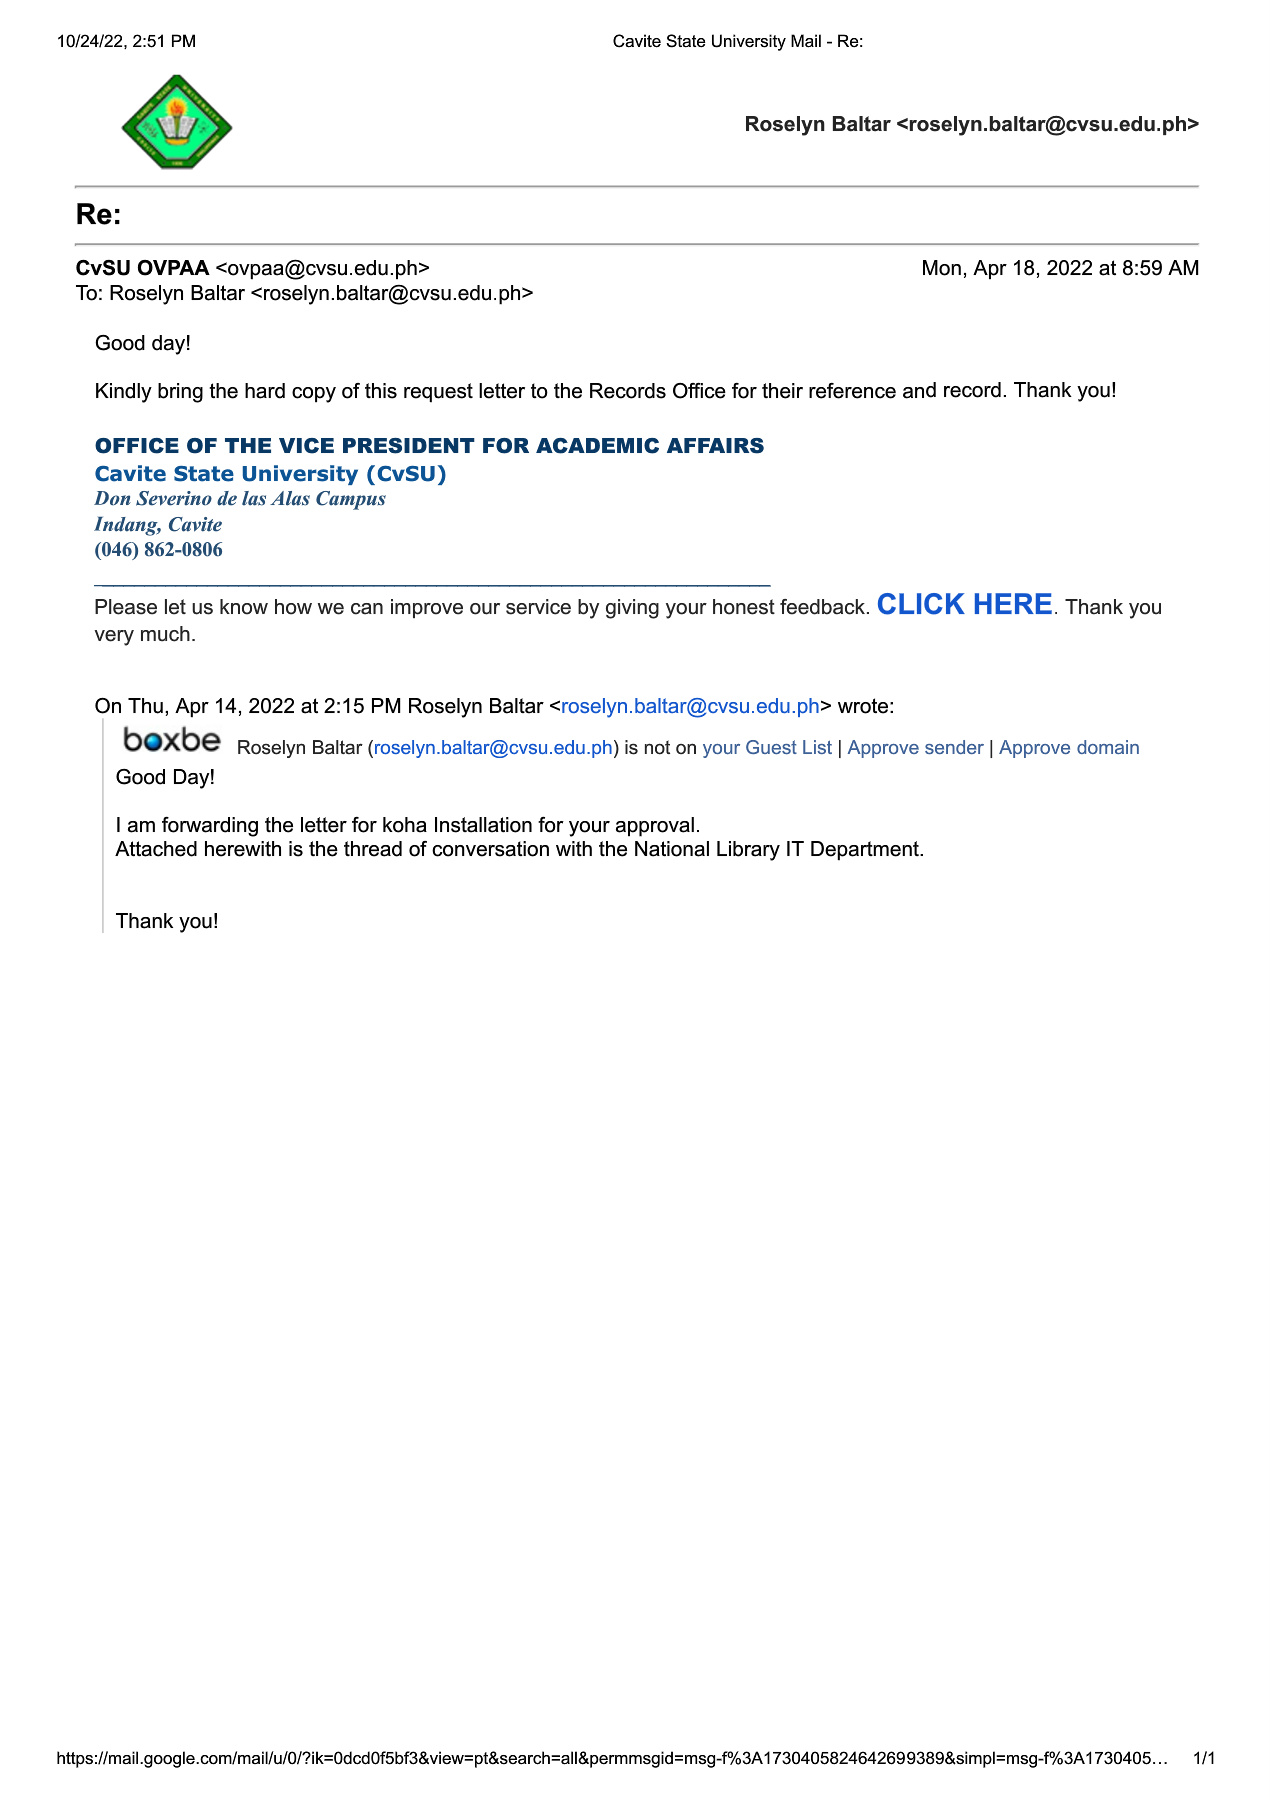 10/24/22, 2:51 PM
Cavite State University Mail - Re:
Roselyn Baltar <roselyn.baltar@cvsu.edu.ph>
Re:
CvSU OVPAA <ovpaa@cvsu.edu.ph>
Mon, Apr 18, 2022 at 8:59 AM
To: Roselyn Baltar <roselyn.baltar@cvsu.edu.ph>
Good day!
Kindly bring the hard copy of this request letter to the Records Office for their reference and record. Thank you!
OFFICE OF THE VICE PRESIDENT FOR ACADEMIC AFFAIRS
Cavite State University (CvSU)
Don Severino de las Alas Campus
Indang, Cavite
(046) 862-0806
Please let us know how we can improve our service by giving your honest feedback. CLICK HERE. Thank you
very much.
On Thu, Apr 14, 2022 at 2:15 PM Roselyn Baltar <roselyn.baltar@cvsu.edu.ph> wrote:
boxbe Roselyn Baltar (roselyn.baltar@cvsu.edu.ph) is not on your Guest List | Approve sender | Approve domain
Good Day!
I am forwarding the letter for koha Installation for your approval.
Attached herewith is the thread of conversation with the National Library IT Department.
Thank you!
https://mail.google.com/mail/u/0/?ik=0dcd0f5bf3&view=pt&search=all&permmsgid=msg-f%3A1730405824642699389&simpl=msg-f%3A1730405… 1/1